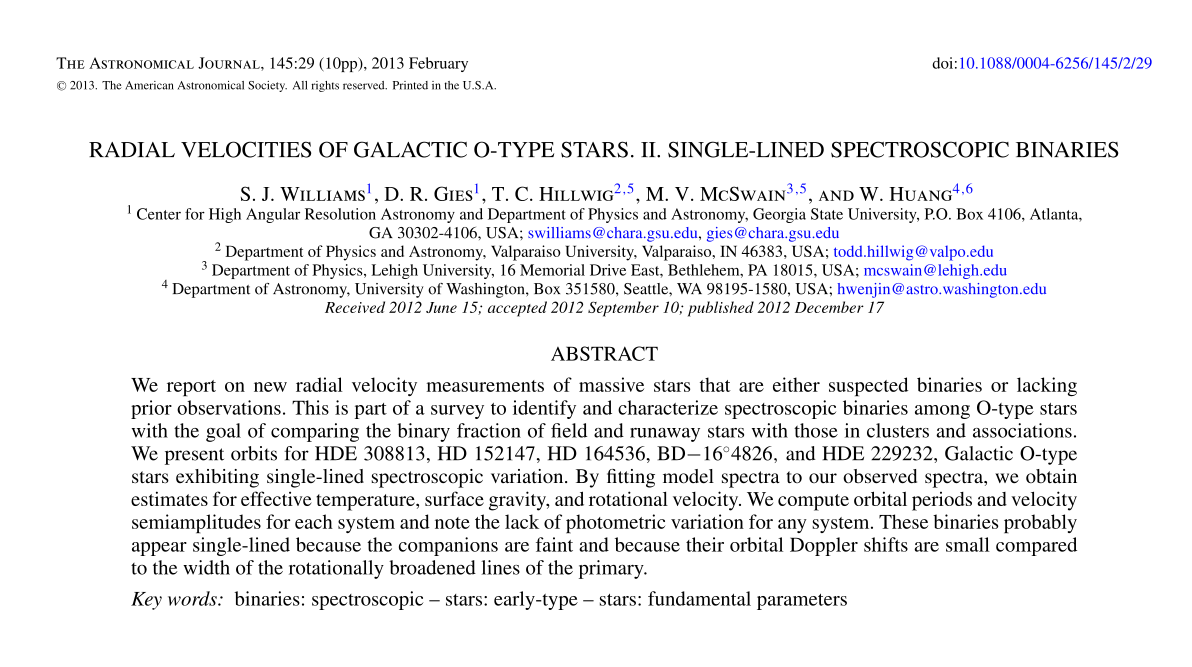 THE ASTRONOMICAL JOURNAL, 145:29 (10pp), 2013 February
doi:10.1088/0004-6256/145/2/29
© 2013. The American Astronomical Society. All rights reserved. Printed in the U.S.A.
RADIAL VELOCITIES OF GALACTIC O-TYPE STARS. II. SINGLE-LINED SPECTROSCOPIC BINARIES
S. J. Williams1, D. R. Gies1, T. C. Hillwig2,5, M. V. McSwain3,5, and W. Huang4,6
1 Center for High Angular Resolution Astronomy and Department of Physics and Astronomy, Georgia State University, P.O. Box 4106, Atlanta,
GA 30302-4106, USA; swilliams@chara.gsu.edu, gies@chara.gsu.edu
2 Department of Physics and Astronomy, Valparaiso University, Valparaiso, IN 46383, USA; todd.hillwig@valpo.edu
3 Department of Physics, Lehigh University, 16 Memorial Drive East, Bethlehem, PA 18015, USA; mcswain@lehigh.edu
4 Department of Astronomy, University of Washington, Box 351580, Seattle, WA 98195-1580, USA; hwenjin@astro.washington.edu
Received 2012 June 15; accepted 2012 September 10; published 2012 December 17
ABSTRACT
We report on new radial velocity measurements of massive stars that are either suspected binaries or lacking
prior observations. This is part of a survey to identify and characterize spectroscopic binaries among O-type stars
with the goal of comparing the binary fraction of field and runaway stars with those in clusters and associations.
We present orbits for HDE 308813, HD 152147, HD 164536, BD−16°4826, and HDE 229232, Galactic O-type
stars exhibiting single-lined spectroscopic variation. By fitting model spectra to our observed spectra, we obtain
estimates for effective temperature, surface gravity, and rotational velocity. We compute orbital periods and velocity
semiamplitudes for each system and note the lack of photometric variation for any system. These binaries probably
appear single-lined because the companions are faint and because their orbital Doppler shifts are small compared
to the width of the rotationally broadened lines of the primary.
Key words: binaries: spectroscopic – stars: early-type – stars: fundamental parameters